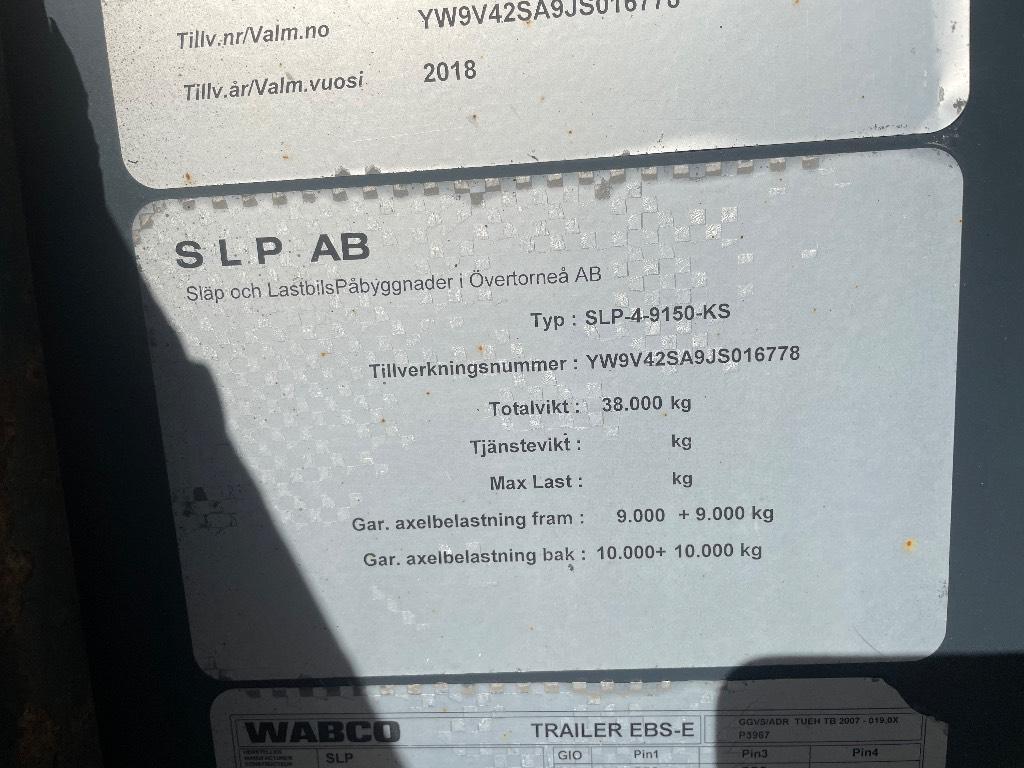 Tillv.nr/Valm.no YW9V42SA9JS016778
Tillv.år/Valm.vuosi 2018
SLP AB
Släp och LastbilsPåbyggnader i Övertorneå AB
Typ : SLP-4-9150-KS
Tillverkningsnummer : YW9V42SA9JS016778
Totalvikt : 38.000 kg
Tjänstevikt : kg
Max Last : kg
Gar. axelbelastning fram : 9.000 + 9.000 kg
Gar. axelbelastning bak : 10.000+ 10.000 kg
WABCO TRAILER EBS-E GGVS/ADR TUEH TB 2007 - 019.0X
P3967
SLP GIO Pin1 Pin3 Pin4